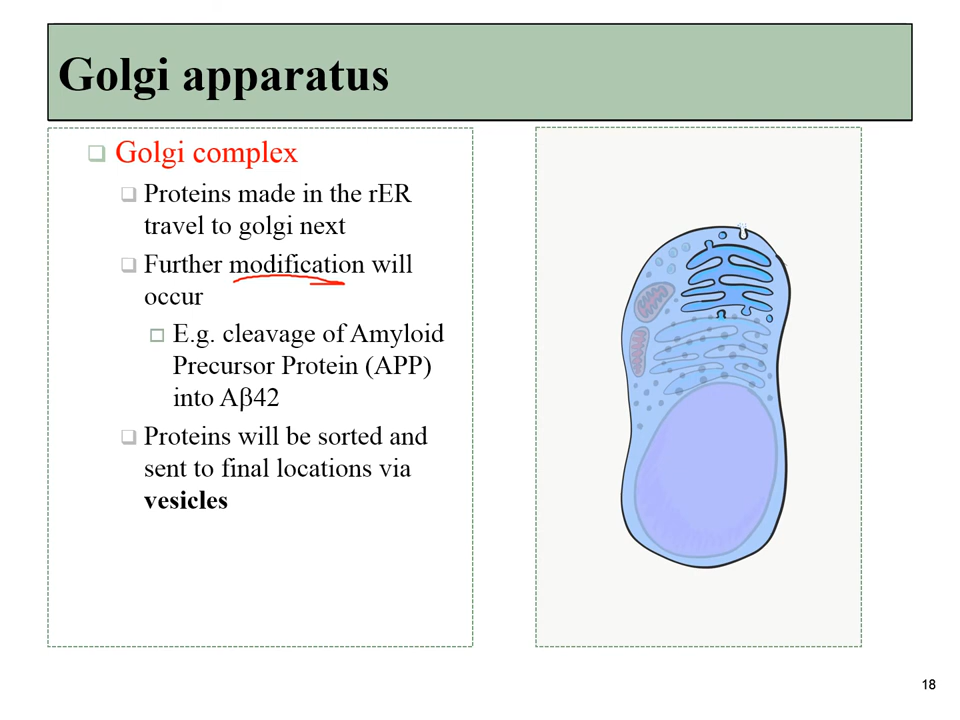 Golgi apparatus
Golgi complex
Proteins made in the rER
travel to golgi next
Further modification will
occur
E.g. cleavage of Amyloid
Precursor Protein (APP)
into Aβ42
Proteins will be sorted and
sent to final locations via
vesicles
18